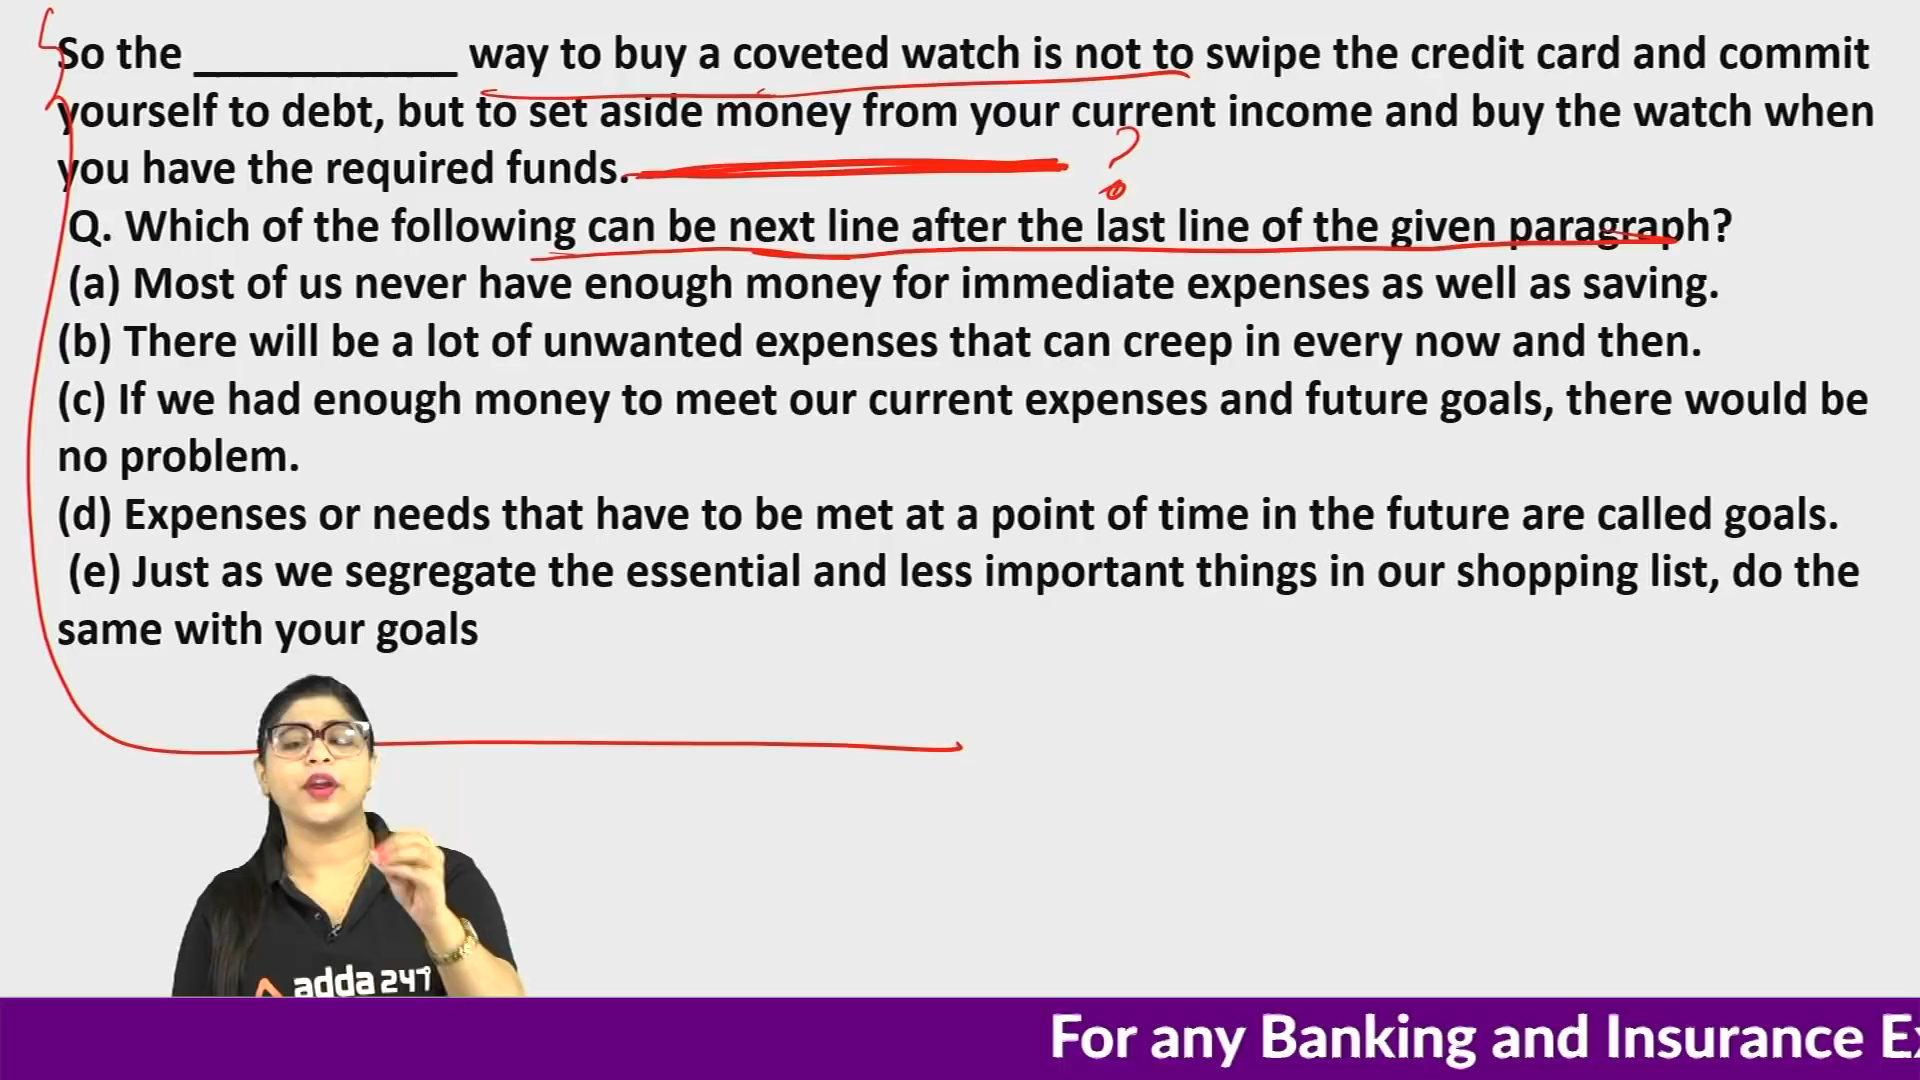 So the ___________ way to buy a coveted watch is not to swipe the credit card and commit
yourself to debt, but to set aside money from your current income and buy the watch when
you have the required funds.
?
Q. Which of the following can be next line after the last line of the given paragraph?
(a) Most of us never have enough money for immediate expenses as well as saving.
(b) There will be a lot of unwanted expenses that can creep in every now and then.
(c) If we had enough money to meet our current expenses and future goals, there would be
no problem.
(d) Expenses or needs that have to be met at a point of time in the future are called goals.
(e) Just as we segregate the essential and less important things in our shopping list, do the
same with your goals
adda 247
For any Banking and Insurance